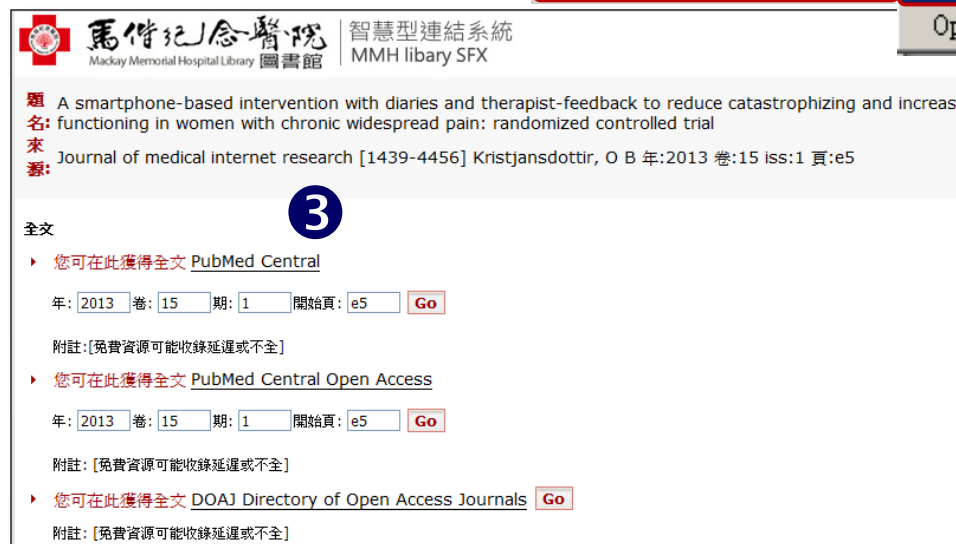 Op
馬偕紀念醫院
Mackay Memorial Hospital Library 圖書館
智慧型連結系統
MMH libary SFX
題名: A smartphone-based intervention with diaries and therapist-feedback to reduce catastrophizing and increas
functioning in women with chronic widespread pain: randomized controlled trial
來源: Journal of medical internet research [1439-4456] Kristjansdottir, O B 年:2013 卷:15 iss:1 頁:e5
3
全文
您可在此獲得全文 PubMed Central
年: 2013 卷: 15 期: 1 開始頁: e5 Go
附註:[免費資源可能收錄延遲或不全]
您可在此獲得全文 PubMed Central Open Access
年: 2013 卷: 15 期: 1 開始頁: e5 Go
附註: [免費資源可能收錄延遲或不全]
您可在此獲得全文 DOAJ Directory of Open Access Journals Go
附註: [免費資源可能收錄延遲或不全]